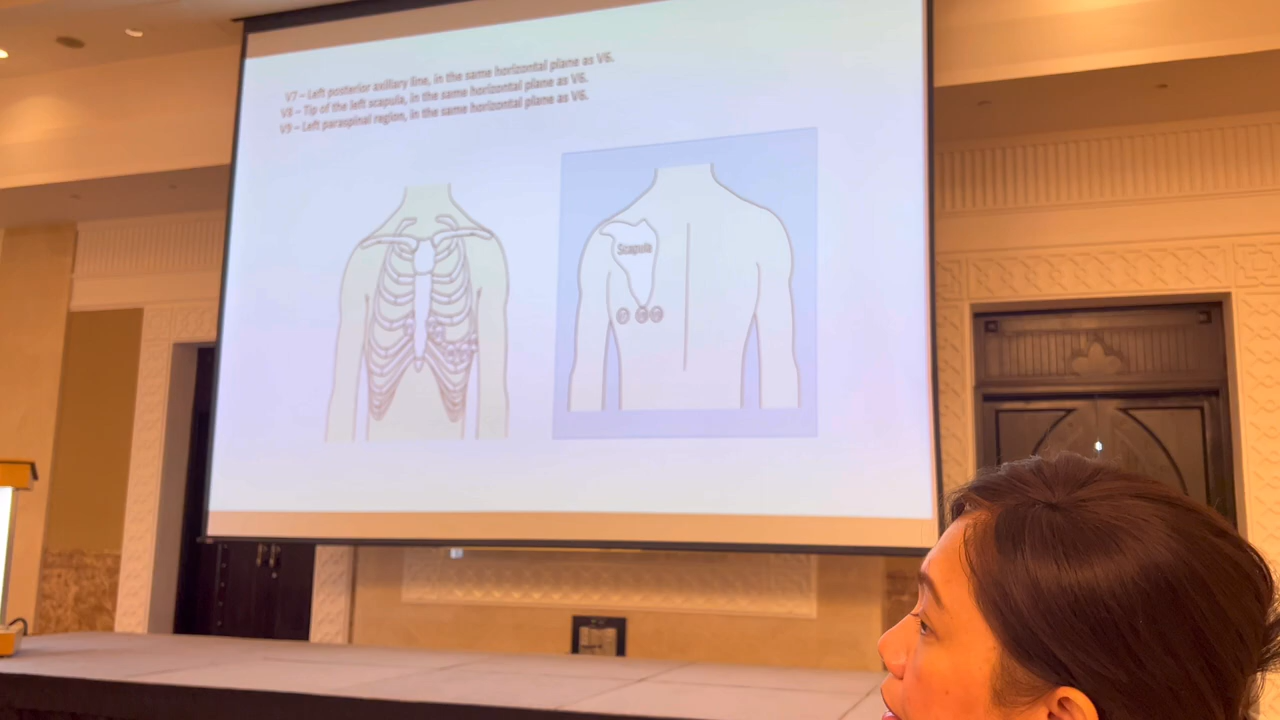 V7 – Left posterior axillary line, in the same horizontal plane as V6.
V8 – Tip of the left scapula, in the same horizontal plane as V6.
V9 – Left paraspinal region, in the same horizontal plane as V6.
Scapula